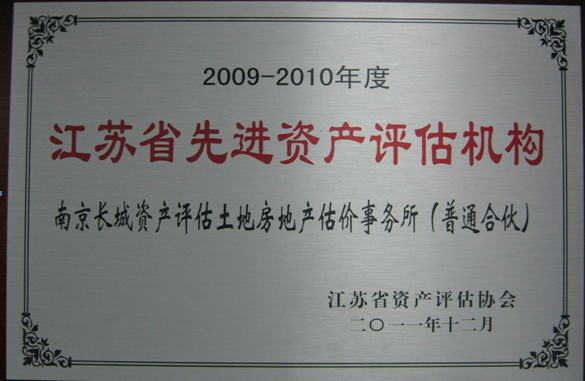 2009-2010年度
江苏省先进资产评估机构
南京长城资产评估土地房地产估价事务所（普通合伙）
江苏省资产评估协会
二〇一一年十二月